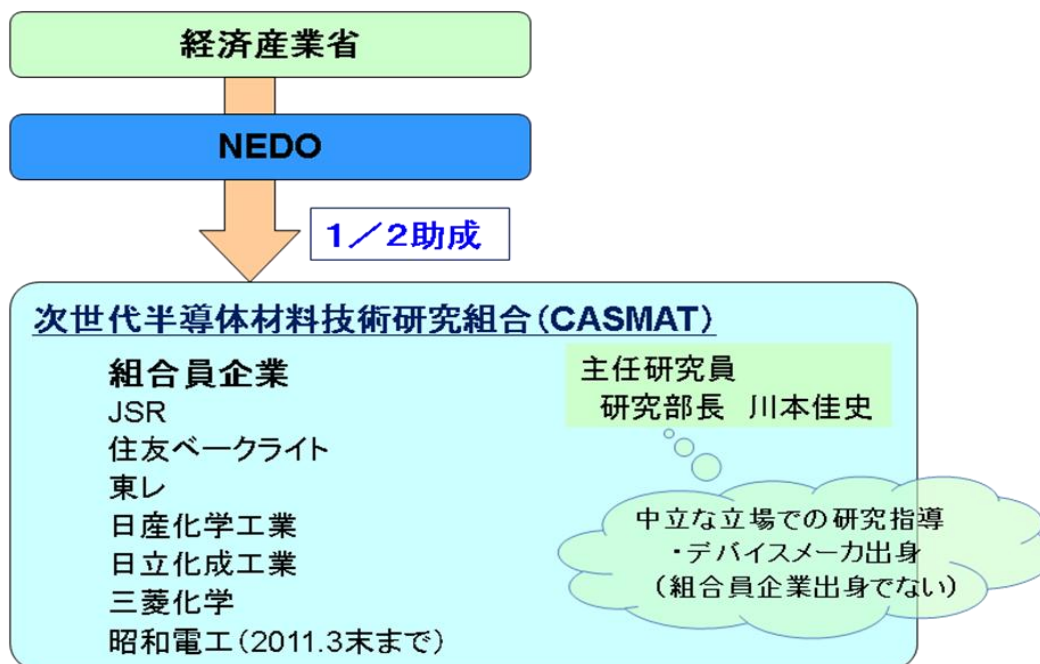 経済産業省
NEDO
1／2助成
次世代半導体材料技術研究組合(CASMAT)
組合員企業
JSR
住友ベークライト
東レ
日産化学工業
日立化成工業
三菱化学
昭和電工(2011.3末まで)
主任研究員
研究部長　川本佳史
中立な立場での研究指導
・デバイスメーカ出身
(組合員企業出身でない)